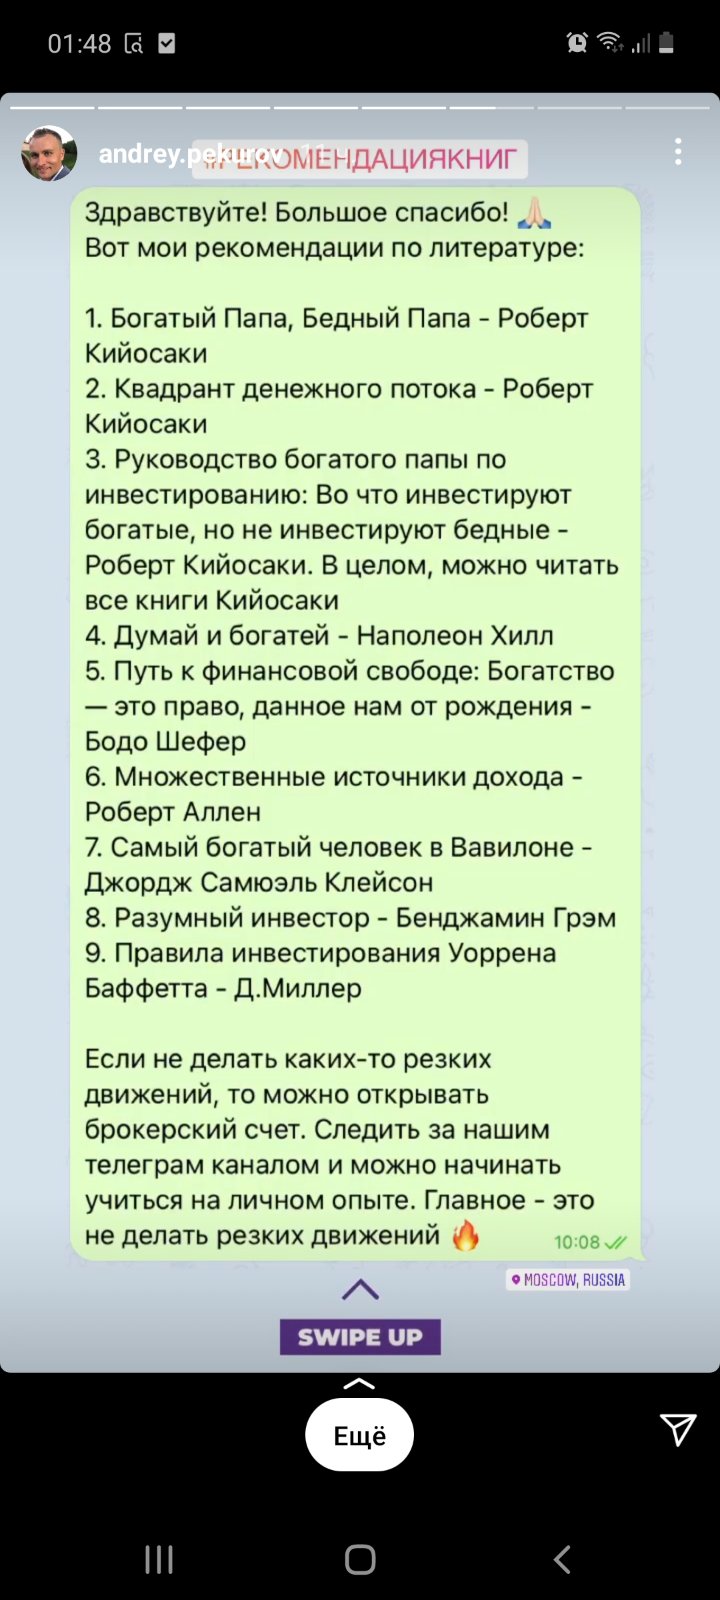 01:48
andrey.pekurov 11 ч
#РЕКОМЕНДАЦИЯКНИГ
Здравствуйте! Большое спасибо! 🙏🏻
Вот мои рекомендации по литературе:
1. Богатый Папа, Бедный Папа - Роберт
Кийосаки
2. Квадрант денежного потока - Роберт
Кийосаки
3. Руководство богатого папы по
инвестированию: Во что инвестируют
богатые, но не инвестируют бедные -
Роберт Кийосаки. В целом, можно читать
все книги Кийосаки
4. Думай и богатей - Наполеон Хилл
5. Путь к финансовой свободе: Богатство
— это право, данное нам от рождения -
Бодо Шефер
6. Множественные источники дохода -
Роберт Аллен
7. Самый богатый человек в Вавилоне -
Джордж Самюэль Клейсон
8. Разумный инвестор - Бенджамин Грэм
9. Правила инвестирования Уоррена
Баффетта - Д.Миллер
Если не делать каких-то резких
движений, то можно открывать
брокерский счет. Следить за нашим
телеграм каналом и можно начинать
учиться на личном опыте. Главное - это
не делать резких движений 🔥
10:08
MOSCOW, RUSSIA
SWIPE UP
Ещё